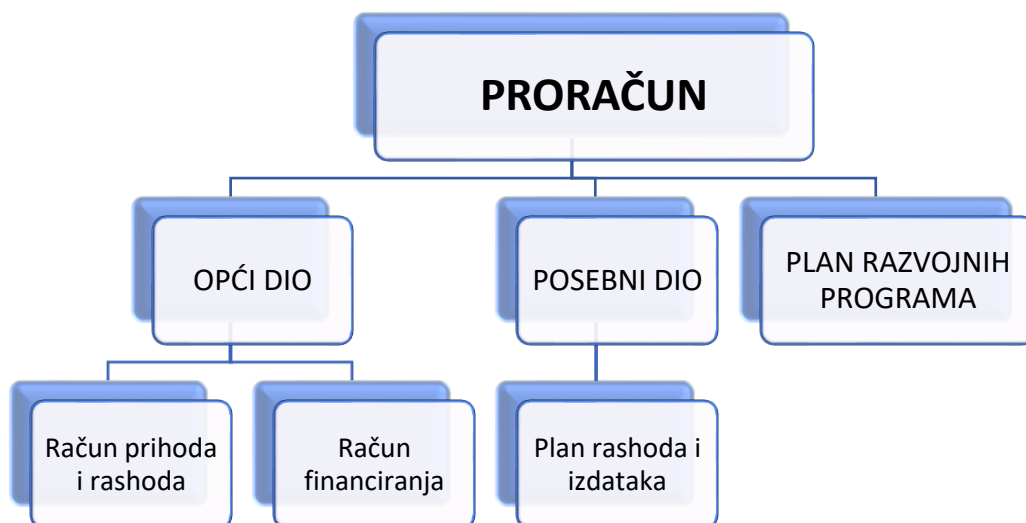 PRORAČUN
OPĆI DIO
POSEBNI DIO
PLAN RAZVOJNIH
PROGRAMA
Račun prihoda
i rashoda
Račun
financiranja
Plan rashoda i
izdataka